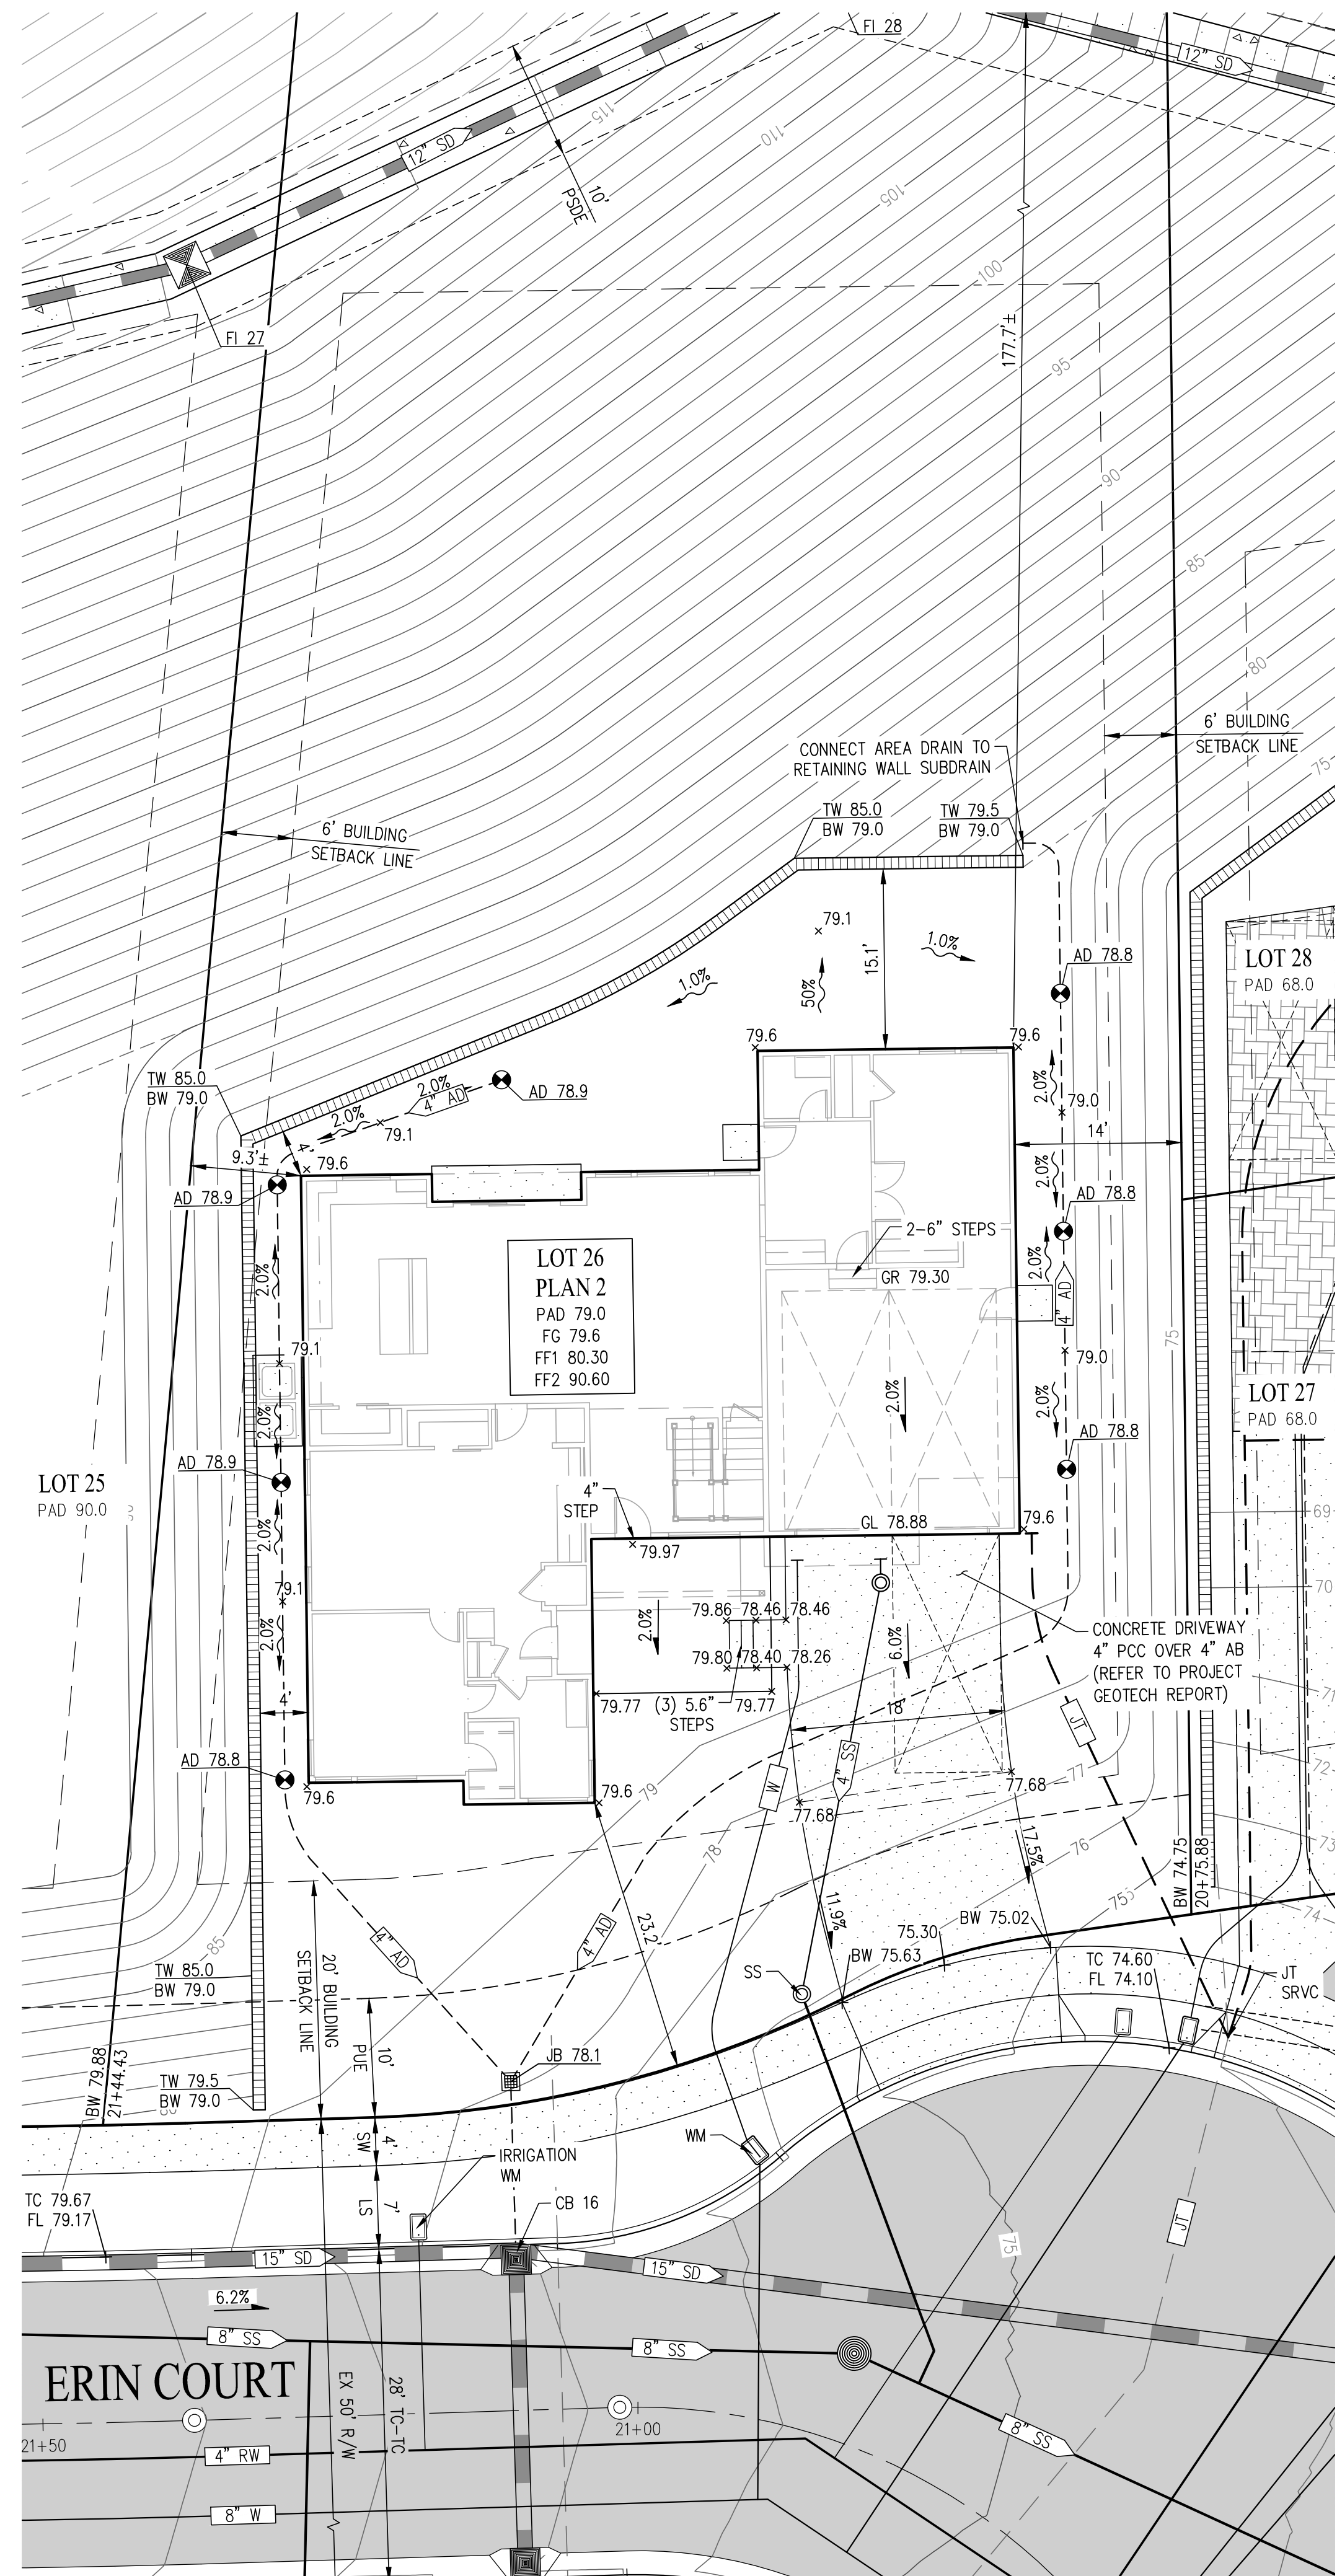 FI 28
12" SD
115
12" SD
110
10'
PSDE
105
FI 27
100
177.7'±
95
90
85
80
6' BUILDING
SETBACK LINE
CONNECT AREA DRAIN TO
RETAINING WALL SUBDRAIN
75
TW 85.0
BW 79.0
TW 79.5
BW 79.0
6' BUILDING
SETBACK LINE
79.1
1.0%
15.1'
AD 78.8
LOT 28
PAD 68.0
1.0%
50%
79.6
79.6
TW 85.0
BW 79.0
2.0%
4" AD
AD 78.9
2.0%
79.1
2.0%
79.0
14'
4'
9.3'±
79.6
AD 78.9
2.0%
AD 78.8
2-6" STEPS
LOT 26
PLAN 2
PAD 79.0
FG 79.6
FF1 80.30
FF2 90.60
GR 79.30
2.0%
2.0%
4" AD
79.1
79.0
75
2.0%
2.0%
2.0%
LOT 27
PAD 68.0
AD 78.8
AD 78.9
LOT 25
PAD 90.0
4"
STEP
GL 78.88
79.6
69
2.0%
79.97
79.1
70
79.86
78.46
78.46
CONCRETE DRIVEWAY
4" PCC OVER 4" AB
(REFER TO PROJECT
GEOTECH REPORT)
2.0%
2.0%
6.0%
79.80
78.40
78.26
71
4'
79.77
(3) 5.6"
STEPS
79.77
18'
JT
AD 78.8
79.6
79.6
79
W
4" SS
77
77.68
77.68
72
78
17.5%
76
73
11.9%
BW 74.75
20+75.88
75
74
23.2'
4" AD
4" AD
75.30
BW 75.02
85
BW 75.63
TW 85.0
BW 79.0
20' BUILDING
SETBACK LINE
SS
TC 74.60
FL 74.10
JT
SRVC
10'
PUE
JB 78.1
BW 79.88
21+44.43
TW 79.5
BW 79.0
4'
SW
WM
IRRIGATION
WM
TC 79.67
FL 79.17
7'
LS
CB 16
JT
75
15" SD
15" SD
6.2%
8" SS
8" SS
ERIN COURT
EX 50' R/W
28' TC-TC
21+50
21+00
8" SS
4" RW
8" W